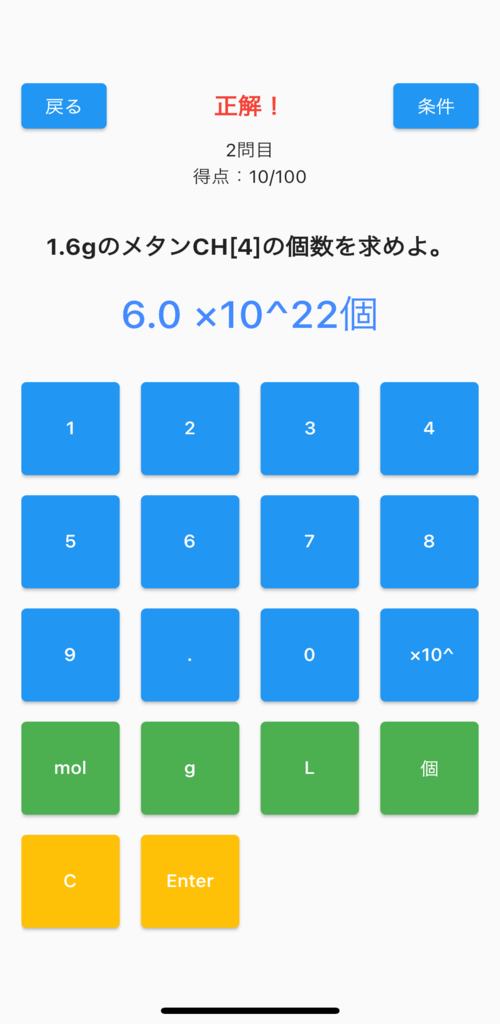 戻る 正解！ 条件
2問目
得点：10/100
1.6gのメタンCH[4]の個数を求めよ。
6.0 ×10^22個
1 2 3 4
5 6 7 8
9 . 0 ×10^
mol g L 個
C Enter